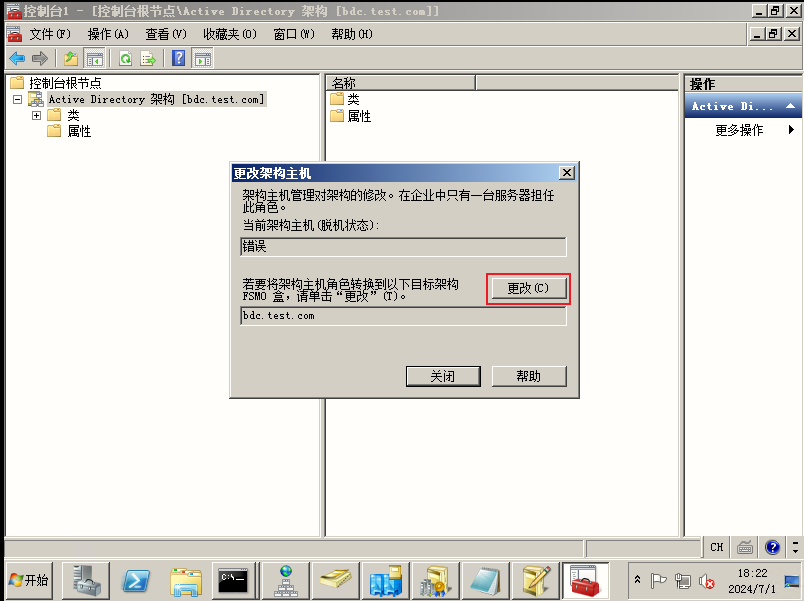 控制台1 - [控制台根节点\Active Directory 架构 [bdc.test.com]]
文件(F) 操作(A) 查看(V) 收藏夹(O) 窗口(W) 帮助(H)
控制台根节点
Active Directory 架构 [bdc.test.com]
类
属性
名称
类
属性
操作
Active Di...
更多操作
更改架构主机
架构主机管理对架构的修改。在企业中只有一台服务器担任
此角色。
当前架构主机(脱机状态):
错误
若要将架构主机角色转换到以下目标架构
FSMO 盒，请单击“更改”(T)。
更改(C)
bdc.test.com
关闭
帮助
CH
开始
C:\_
18:22
2024/7/1